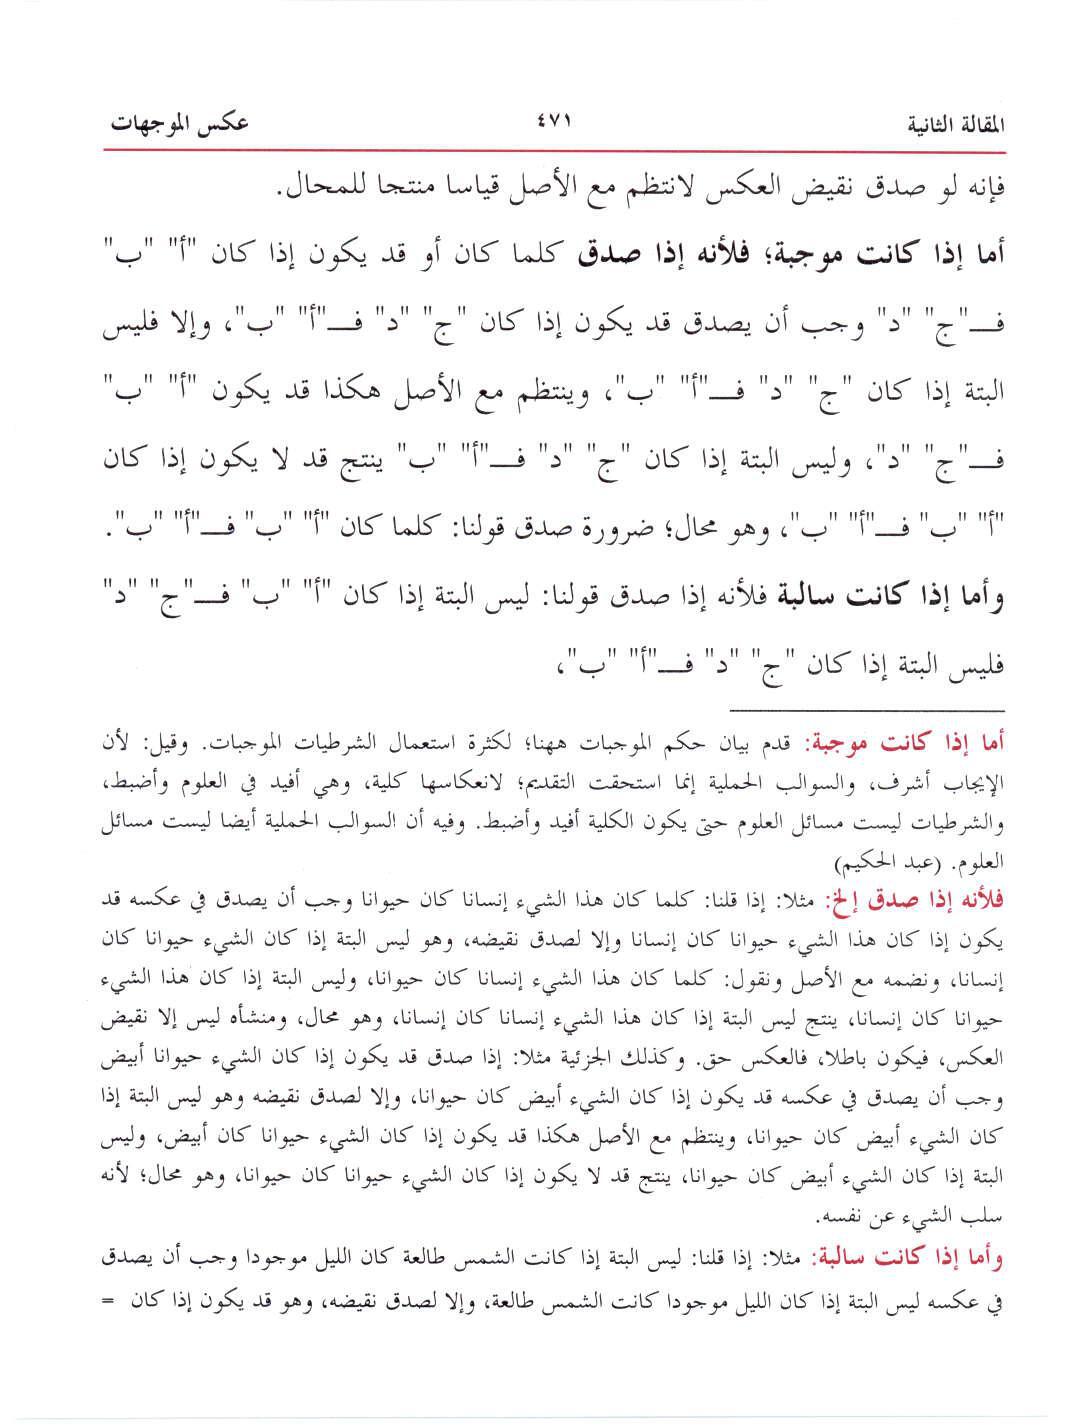 المقالة الثانية ٤٧١ عكس الموجهات
فإنه لو صدق نقيض العكس لانتظم مع الأصل قياسا منتجا للمحال.
أما إذا كانت موجبة؛ فلأنه إذا صدق كلما كان أو قد يكون إذا كان "أ" "ب"
فــ"ج" "د" وجب أن يصدق قد يكون إذا كان "ج" "د" فــ"أ" "ب"، وإلا فليس
البتة إذا كان "ج" "د" فــ"أ" "ب"، وينتظم مع الأصل هكذا قد يكون "أ" "ب"
فــ"ج" "د"، وليس البتة إذا كان "ج" "د" فــ"أ" "ب" ينتج قد لا يكون إذا كان
"أ" "ب" فــ"أ" "ب"، وهو محال؛ ضرورة صدق قولنا: كلما كان "أ" "ب" فــ"أ" "ب".
وأما إذا كانت سالبة فلأنه إذا صدق قولنا: ليس البتة إذا كان "أ" "ب" فــ"ج" "د"
فليس البتة إذا كان "ج" "د" فــ"أ" "ب"،
أما إذا كانت موجبة: قدم بيان حكم الموجبات ههنا؛ لكثرة استعمال الشرطيات الموجبات. وقيل: لأن
الإيجاب أشرف، والسوالب الحملية إنما استحقت التقديم؛ لانعكاسها كلية، وهي أفيد في العلوم وأضبط،
والشرطيات ليست مسائل العلوم حتى يكون الكلية أفيد وأضبط. وفيه أن السوالب الحملية أيضا ليست مسائل
العلوم. (عبد الحكيم)
فلأنه إذا صدق إلخ: مثلا: إذا قلنا: كلما كان هذا الشيء إنسانا كان حيوانا وجب أن يصدق في عكسه قد
يكون إذا كان هذا الشيء حيوانا كان إنسانا وإلا لصدق نقيضه، وهو ليس البتة إذا كان الشيء حيوانا كان
إنسانا، ونضمه مع الأصل ونقول: كلما كان هذا الشيء إنسانا كان حيوانا، وليس البتة إذا كان هذا الشيء
حيوانا كان إنسانا، ينتج ليس البتة إذا كان هذا الشيء إنسانا كان إنسانا، وهو محال، ومنشأه ليس إلا نقيض
العكس، فيكون باطلا، فالعكس حق. وكذلك الجزئية مثلا: إذا صدق قد يكون إذا كان الشيء حيوانا أبيض
وجب أن يصدق في عكسه قد يكون إذا كان الشيء أبيض كان حيوانا، وإلا لصدق نقيضه وهو ليس البتة إذا
كان الشيء أبيض كان حيوانا، وينتظم مع الأصل هكذا قد يكون إذا كان الشيء حيوانا كان أبيض، وليس
البتة إذا كان الشيء أبيض كان حيوانا، ينتج قد لا يكون إذا كان الشيء حيوانا كان حيوانا، وهو محال؛ لأنه
سلب الشيء عن نفسه.
وأما إذا كانت سالبة: مثلا: إذا قلنا: ليس البتة إذا كانت الشمس طالعة كان الليل موجودا وجب أن يصدق
في عكسه ليس البتة إذا كان الليل موجودا كانت الشمس طالعة، وإلا لصدق نقيضه، وهو قد يكون إذا كان =